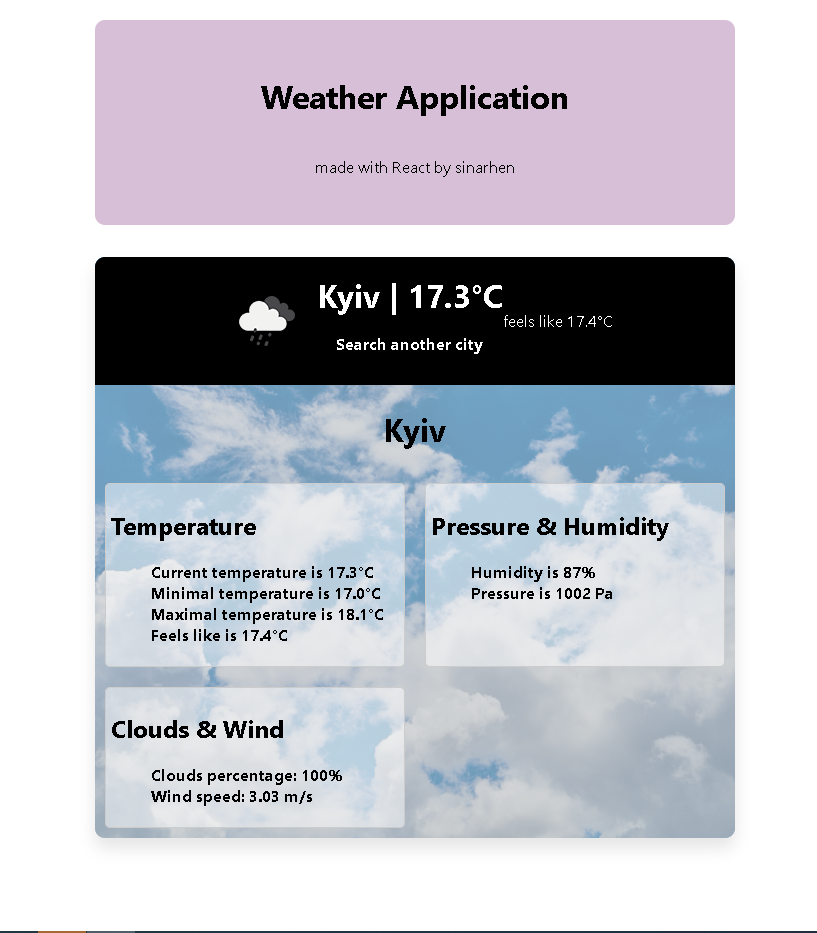 Weather Application
made with React by sinarhen
Kyiv | 17.3°C
feels like 17.4°C
Search another city
Kyiv
Temperature
Current temperature is 17.3°C
Minimal temperature is 17.0°C
Maximal temperature is 18.1°C
Feels like is 17.4°C
Pressure & Humidity
Humidity is 87%
Pressure is 1002 Pa
Clouds & Wind
Clouds percentage: 100%
Wind speed: 3.03 m/s